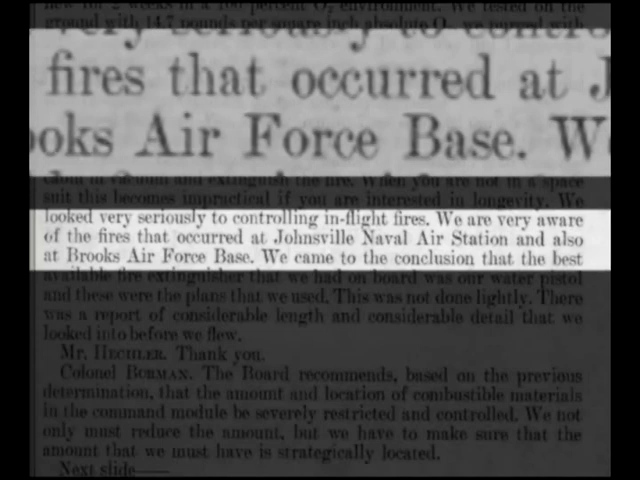 new for 2 weeks in a 100 percent O₂ environment. We tested on the
ground with 14.7 pounds per square inch absolute O₂, we purged with
very seriously to contro
fires that occurred at J
ooks Air Force Base. We
cabin in vacuum and extinguish the fire. When you are not in a space
suit this becomes impractical if you are interested in longevity. We
looked very seriously to controlling in-flight fires. We are very aware
of the fires that occurred at Johnsville Naval Air Station and also
at Brooks Air Force Base. We came to the conclusion that the best
available fire extinguisher that we had on board was our water pistol
and these were the plans that we used. This was not done lightly. There
was a report of considerable length and considerable detail that we
looked into before we flew.
Mr. HECHLER. Thank you.
Colonel BORMAN. The Board recommends, based on the previous
determination, that the amount and location of combustible materials
in the command module be severely restricted and controlled. We not
only must reduce the amount, but we have to make sure that the
amount that we must have is strategically located.
Next slide—